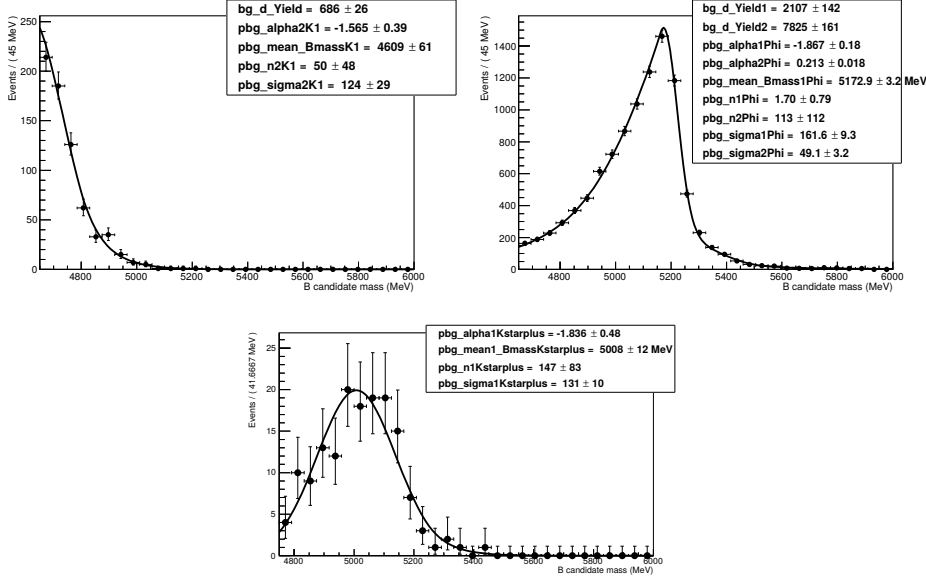 bg_d_Yield = 686 ± 26
pbg_alpha2K1 = -1.565 ± 0.39
pbg_mean_BmassK1 = 4609 ± 61
pbg_n2K1 = 50 ± 48
pbg_sigma2K1 = 124 ± 29
Events / ( 45 MeV )
250
200
150
100
50
0
4800 5000 5200 5400 5600 5800 6000
B candidate mass (MeV)
bg_d_Yield1 = 2107 ± 142
bg_d_Yield2 = 7825 ± 161
pbg_alpha1Phi = -1.867 ± 0.18
pbg_alpha2Phi = 0.213 ± 0.018
pbg_mean_Bmass1Phi = 5172.9 ± 3.2 MeV
pbg_n1Phi = 1.70 ± 0.79
pbg_n2Phi = 113 ± 112
pbg_sigma1Phi = 161.6 ± 9.3
pbg_sigma2Phi = 49.1 ± 3.2
Events / ( 45 MeV )
1400
1200
1000
800
600
400
200
0
4800 5000 5200 5400 5600 5800 6000
B candidate mass (MeV)
pbg_alpha1Kstarplus = -1.836 ± 0.48
pbg_mean1_BmassKstarplus = 5008 ± 12 MeV
pbg_n1Kstarplus = 147 ± 83
pbg_sigma1Kstarplus = 131 ± 10
Events / ( 41.6667 MeV )
25
20
15
10
5
0
4800 5000 5200 5400 5600 5800 6000
B candidate mass (MeV)